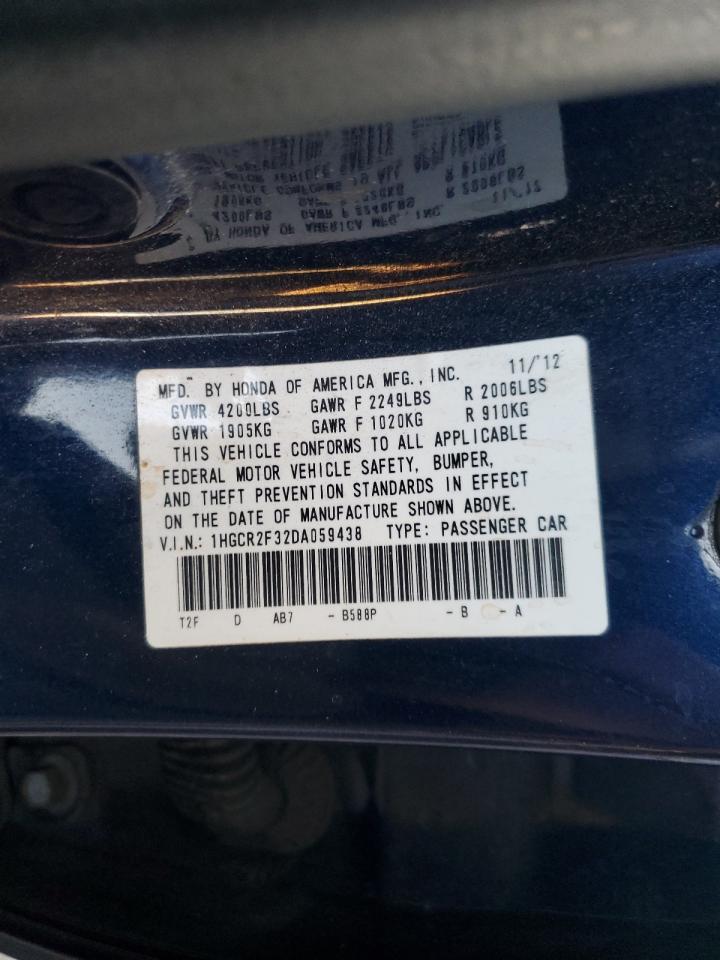 MFD. BY HONDA OF AMERICA MFG., INC. 11/'12
GVWR 4200LBS GAWR F 2249LBS R 2006LBS
GVWR 1905KG GAWR F 1020KG R 910KG
THIS VEHICLE CONFORMS TO ALL APPLICABLE
FEDERAL MOTOR VEHICLE SAFETY, BUMPER,
AND THEFT PREVENTION STANDARDS IN EFFECT
ON THE DATE OF MANUFACTURE SHOWN ABOVE.
V.I.N.: 1HGCR2F32DA059438 TYPE: PASSENGER CAR
T2F D AB7 - B588P - B - A